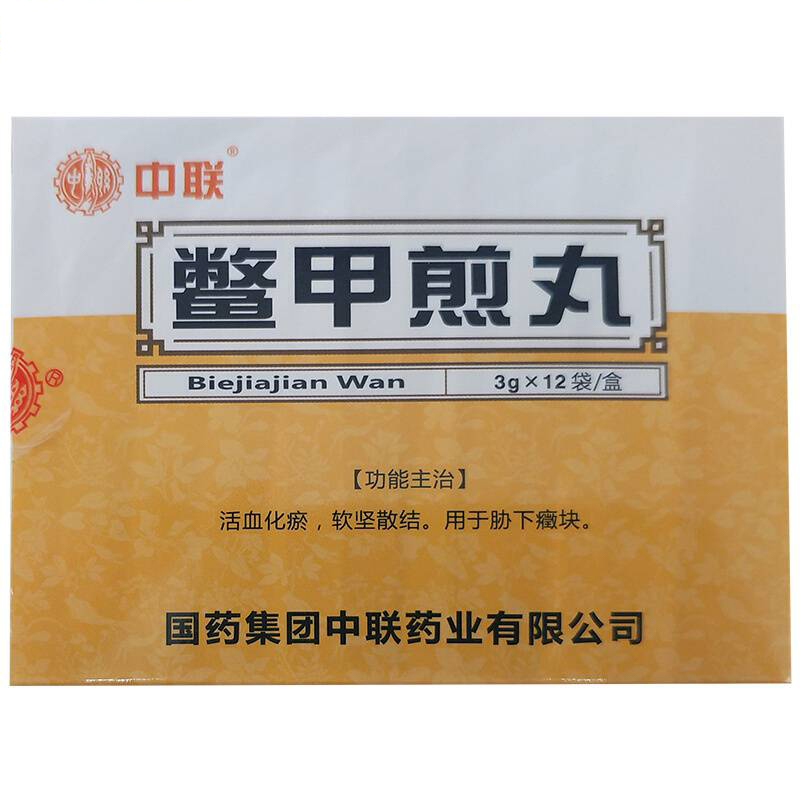 中联®
鳖甲煎丸
Biejiajian Wan 3g×12袋/盒
【功能主治】
活血化瘀，软坚散结。用于胁下癥块。
国药集团中联药业有限公司